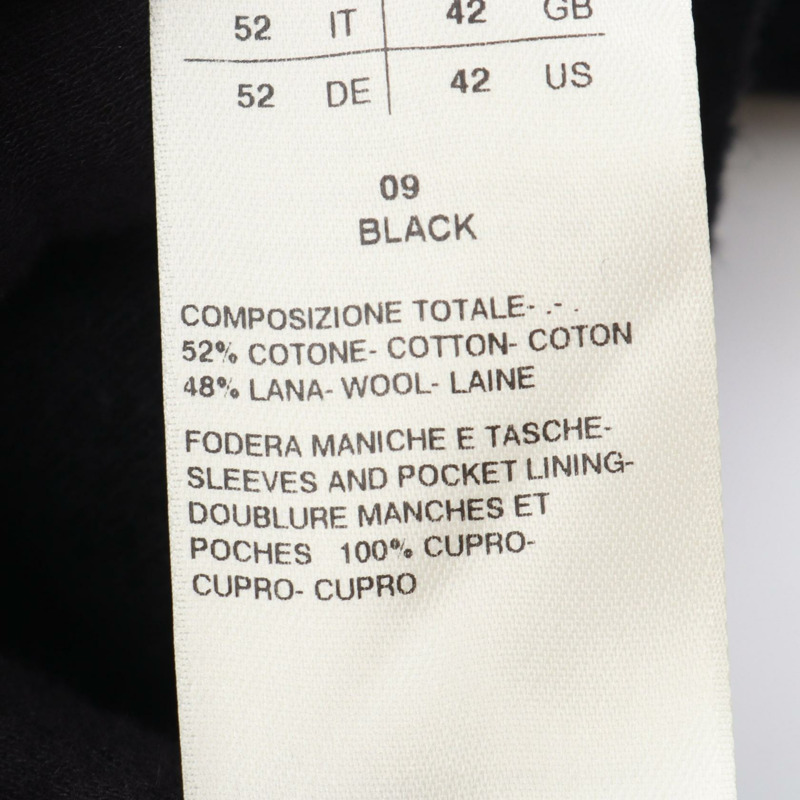 52 IT 42 GB
52 DE 42 US
09
BLACK
COMPOSIZIONE TOTALE- .- .
52% COTONE- COTTON- COTON
48% LANA- WOOL- LAINE
FODERA MANICHE E TASCHE-
SLEEVES AND POCKET LINING-
DOUBLURE MANCHES ET
POCHES 100% CUPRO-
CUPRO- CUPRO